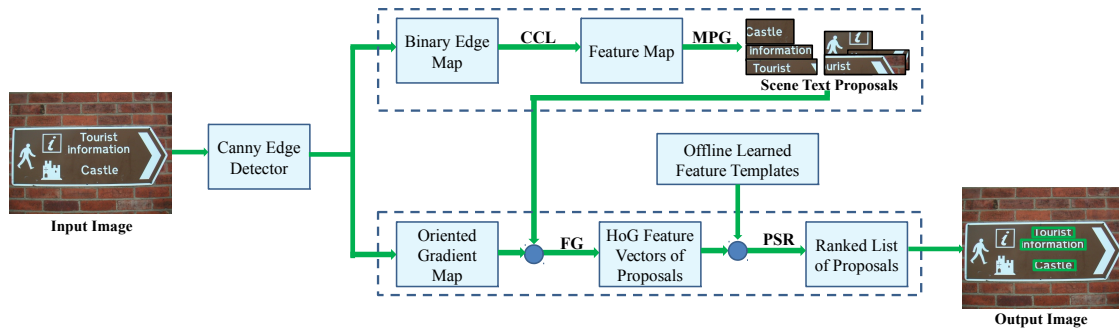 Binary Edge
Map
CCL
Feature Map
MPG
Castle
Information
Tourist
i
urist
Scene Text Proposals
Tourist
Information
i
Castle
Input Image
Canny Edge
Detector
Offline Learned
Feature Templates
Oriented
Gradient
Map
FG
HoG Feature
Vectors of
Proposals
PSR
Ranked List
of Proposals
Tourist
Information
i
Castle
Output Image